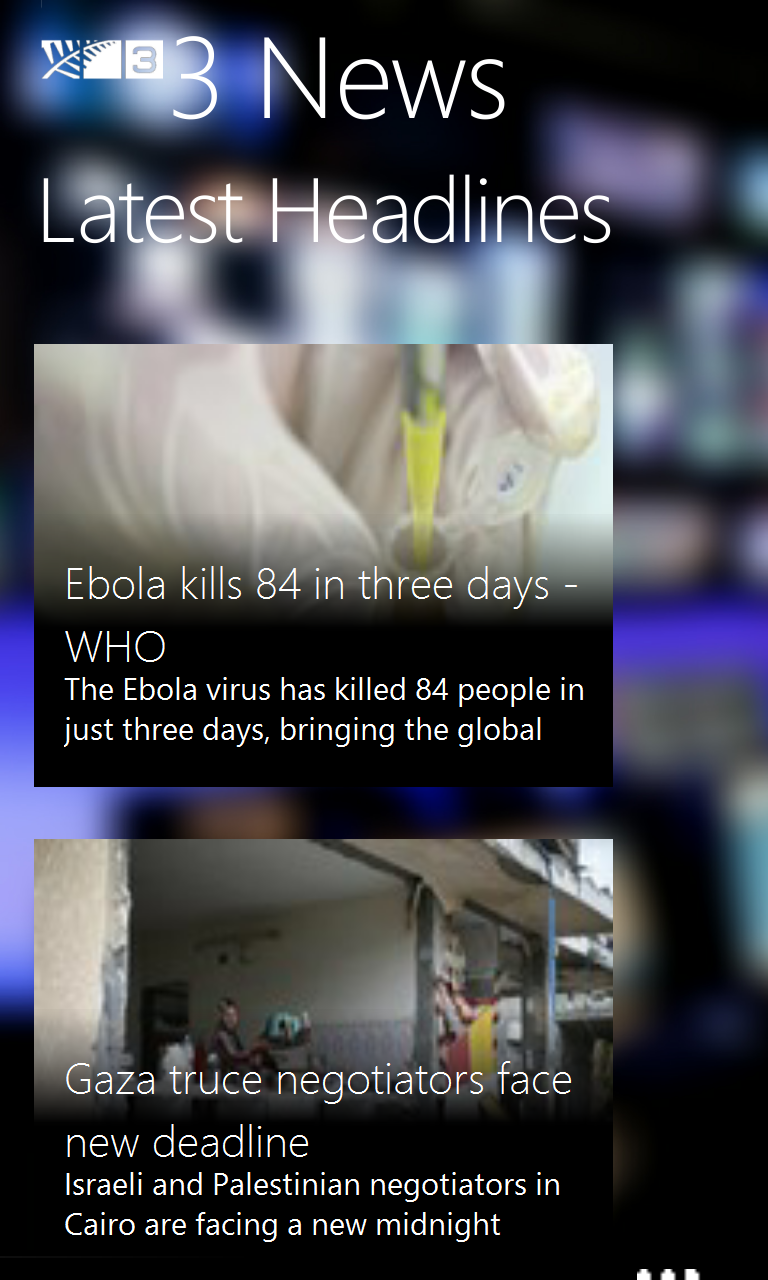 3 3 News
Latest Headlines
Ebola kills 84 in three days -
WHO
The Ebola virus has killed 84 people in
just three days, bringing the global
Gaza truce negotiators face
new deadline
Israeli and Palestinian negotiators in
Cairo are facing a new midnight